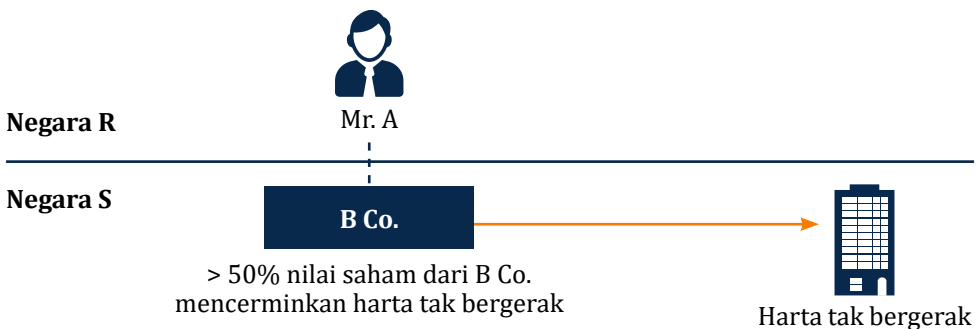 Mr. A
Negara R
Negara S
B Co.
> 50% nilai saham dari B Co.
mencerminkan harta tak bergerak
Harta tak bergerak